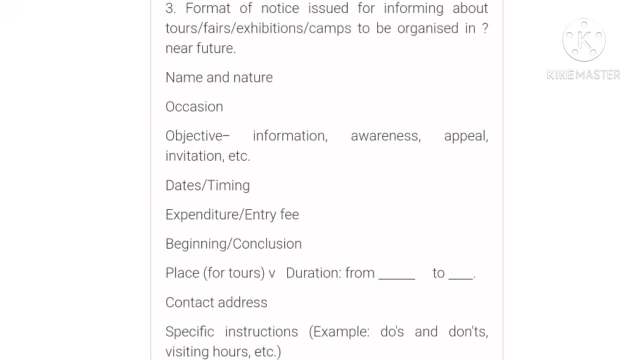 3. Format of notice issued for informing about
tours/fairs/exhibitions/camps to be organised in ?
near future.
Name and nature
Occasion
Objective– information, awareness, appeal,
invitation, etc.
Dates/Timing
Expenditure/Entry fee
Beginning/Conclusion
Place (for tours) v Duration: from ______ to ____.
Contact address
Specific instructions (Example: do's and don'ts,
visiting hours, etc.)
KINEMASTER